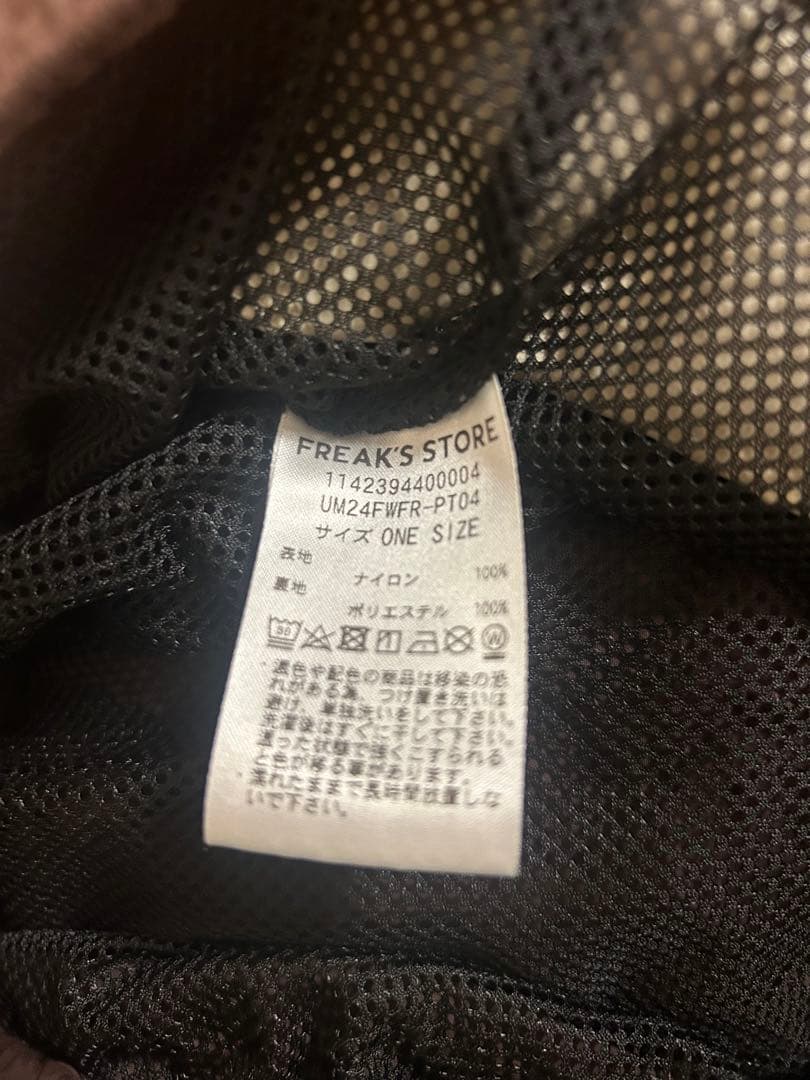 FREAK'S STORE
1142394400004
UM24FWFR-PT04
サイズ ONE SIZE
表地
ナイロン 100%
裏地
ポリエステル 100%
30
W
・濃色や配色の商品は移染の恐
れがある為、つけ置き洗いは
避け、単独洗いをして下さい。
洗濯後はすぐに干して下さい。
湿った状態で強くこすられる
と色が移る事があります。
・濡れたままで長時間放置しな
いで下さい。